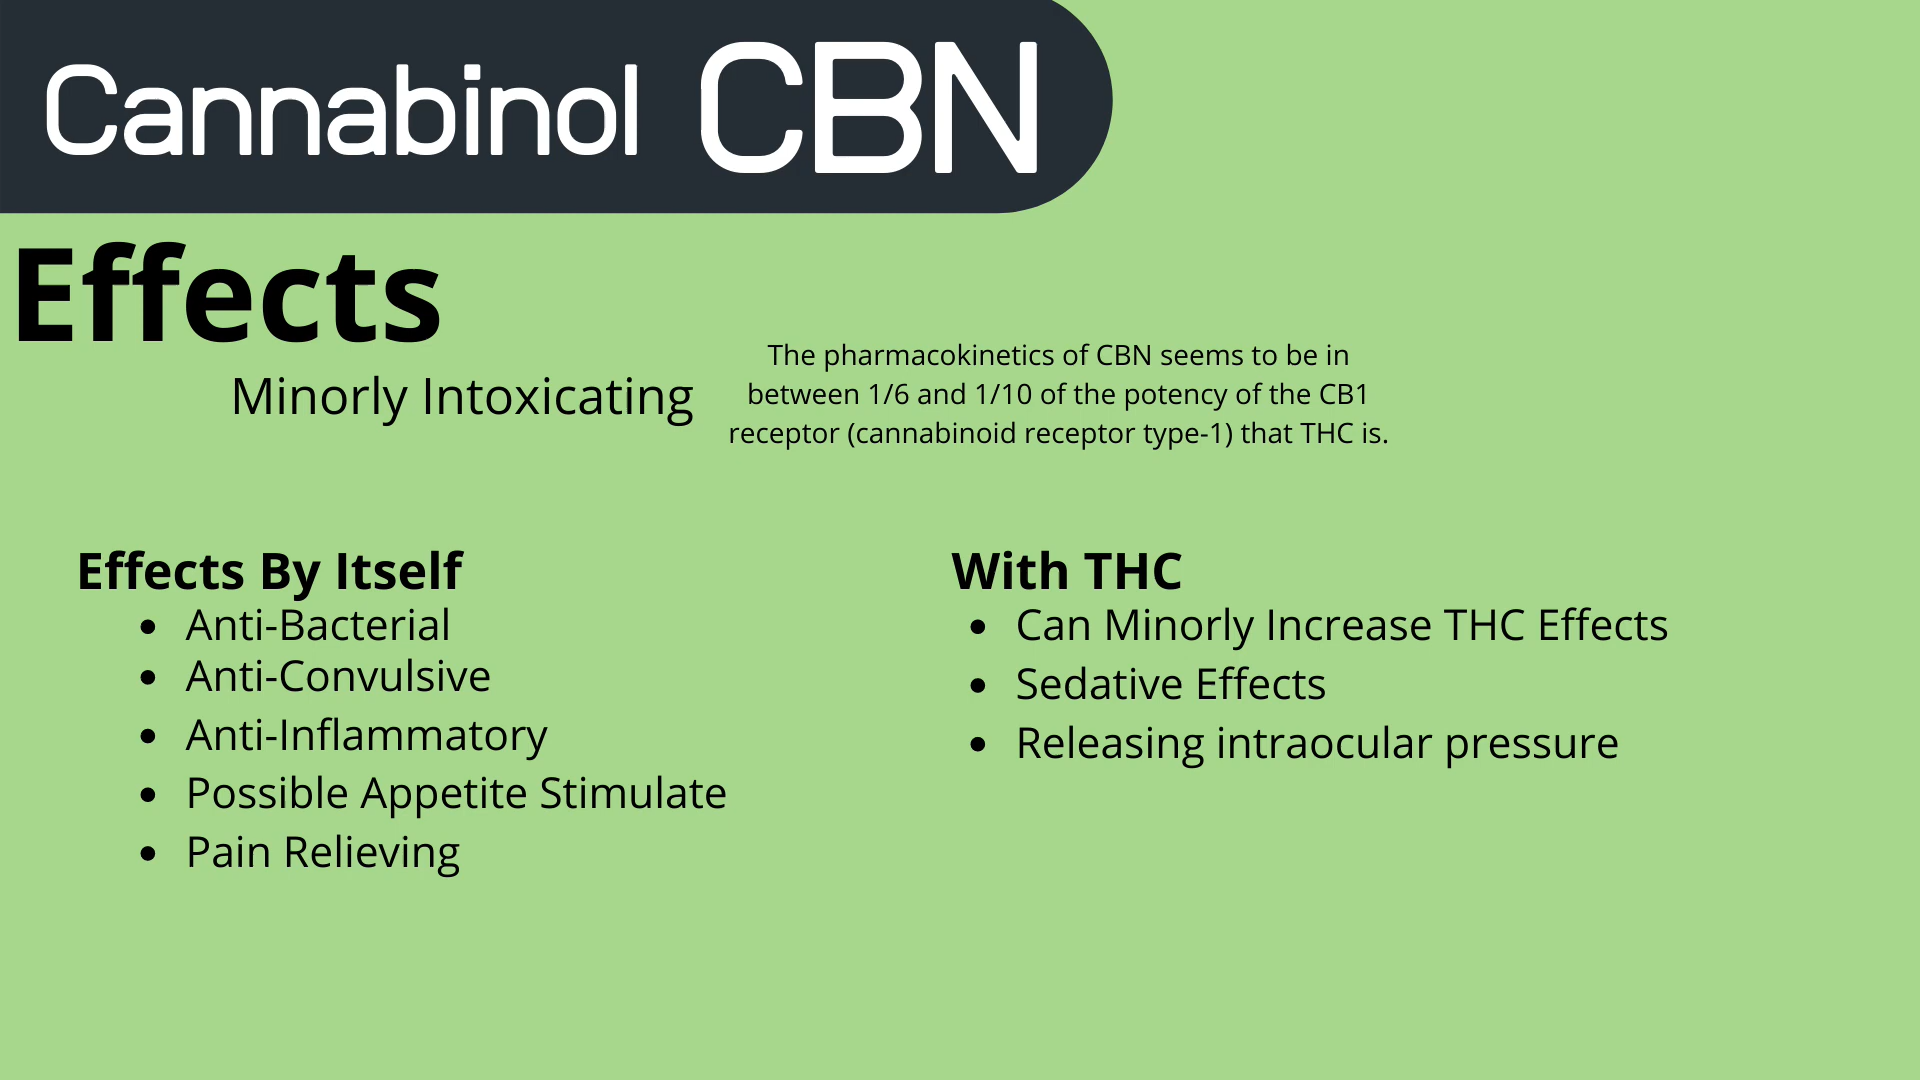 Cannabinol CBN
Effects
Minorly Intoxicating
The pharmacokinetics of CBN seems to be in
between 1/6 and 1/10 of the potency of the CB1
receptor (cannabinoid receptor type-1) that THC is.
Effects By Itself
• Anti-Bacterial
• Anti-Convulsive
• Anti-Inflammatory
• Possible Appetite Stimulate
• Pain Relieving
With THC
• Can Minorly Increase THC Effects
• Sedative Effects
• Releasing intraocular pressure